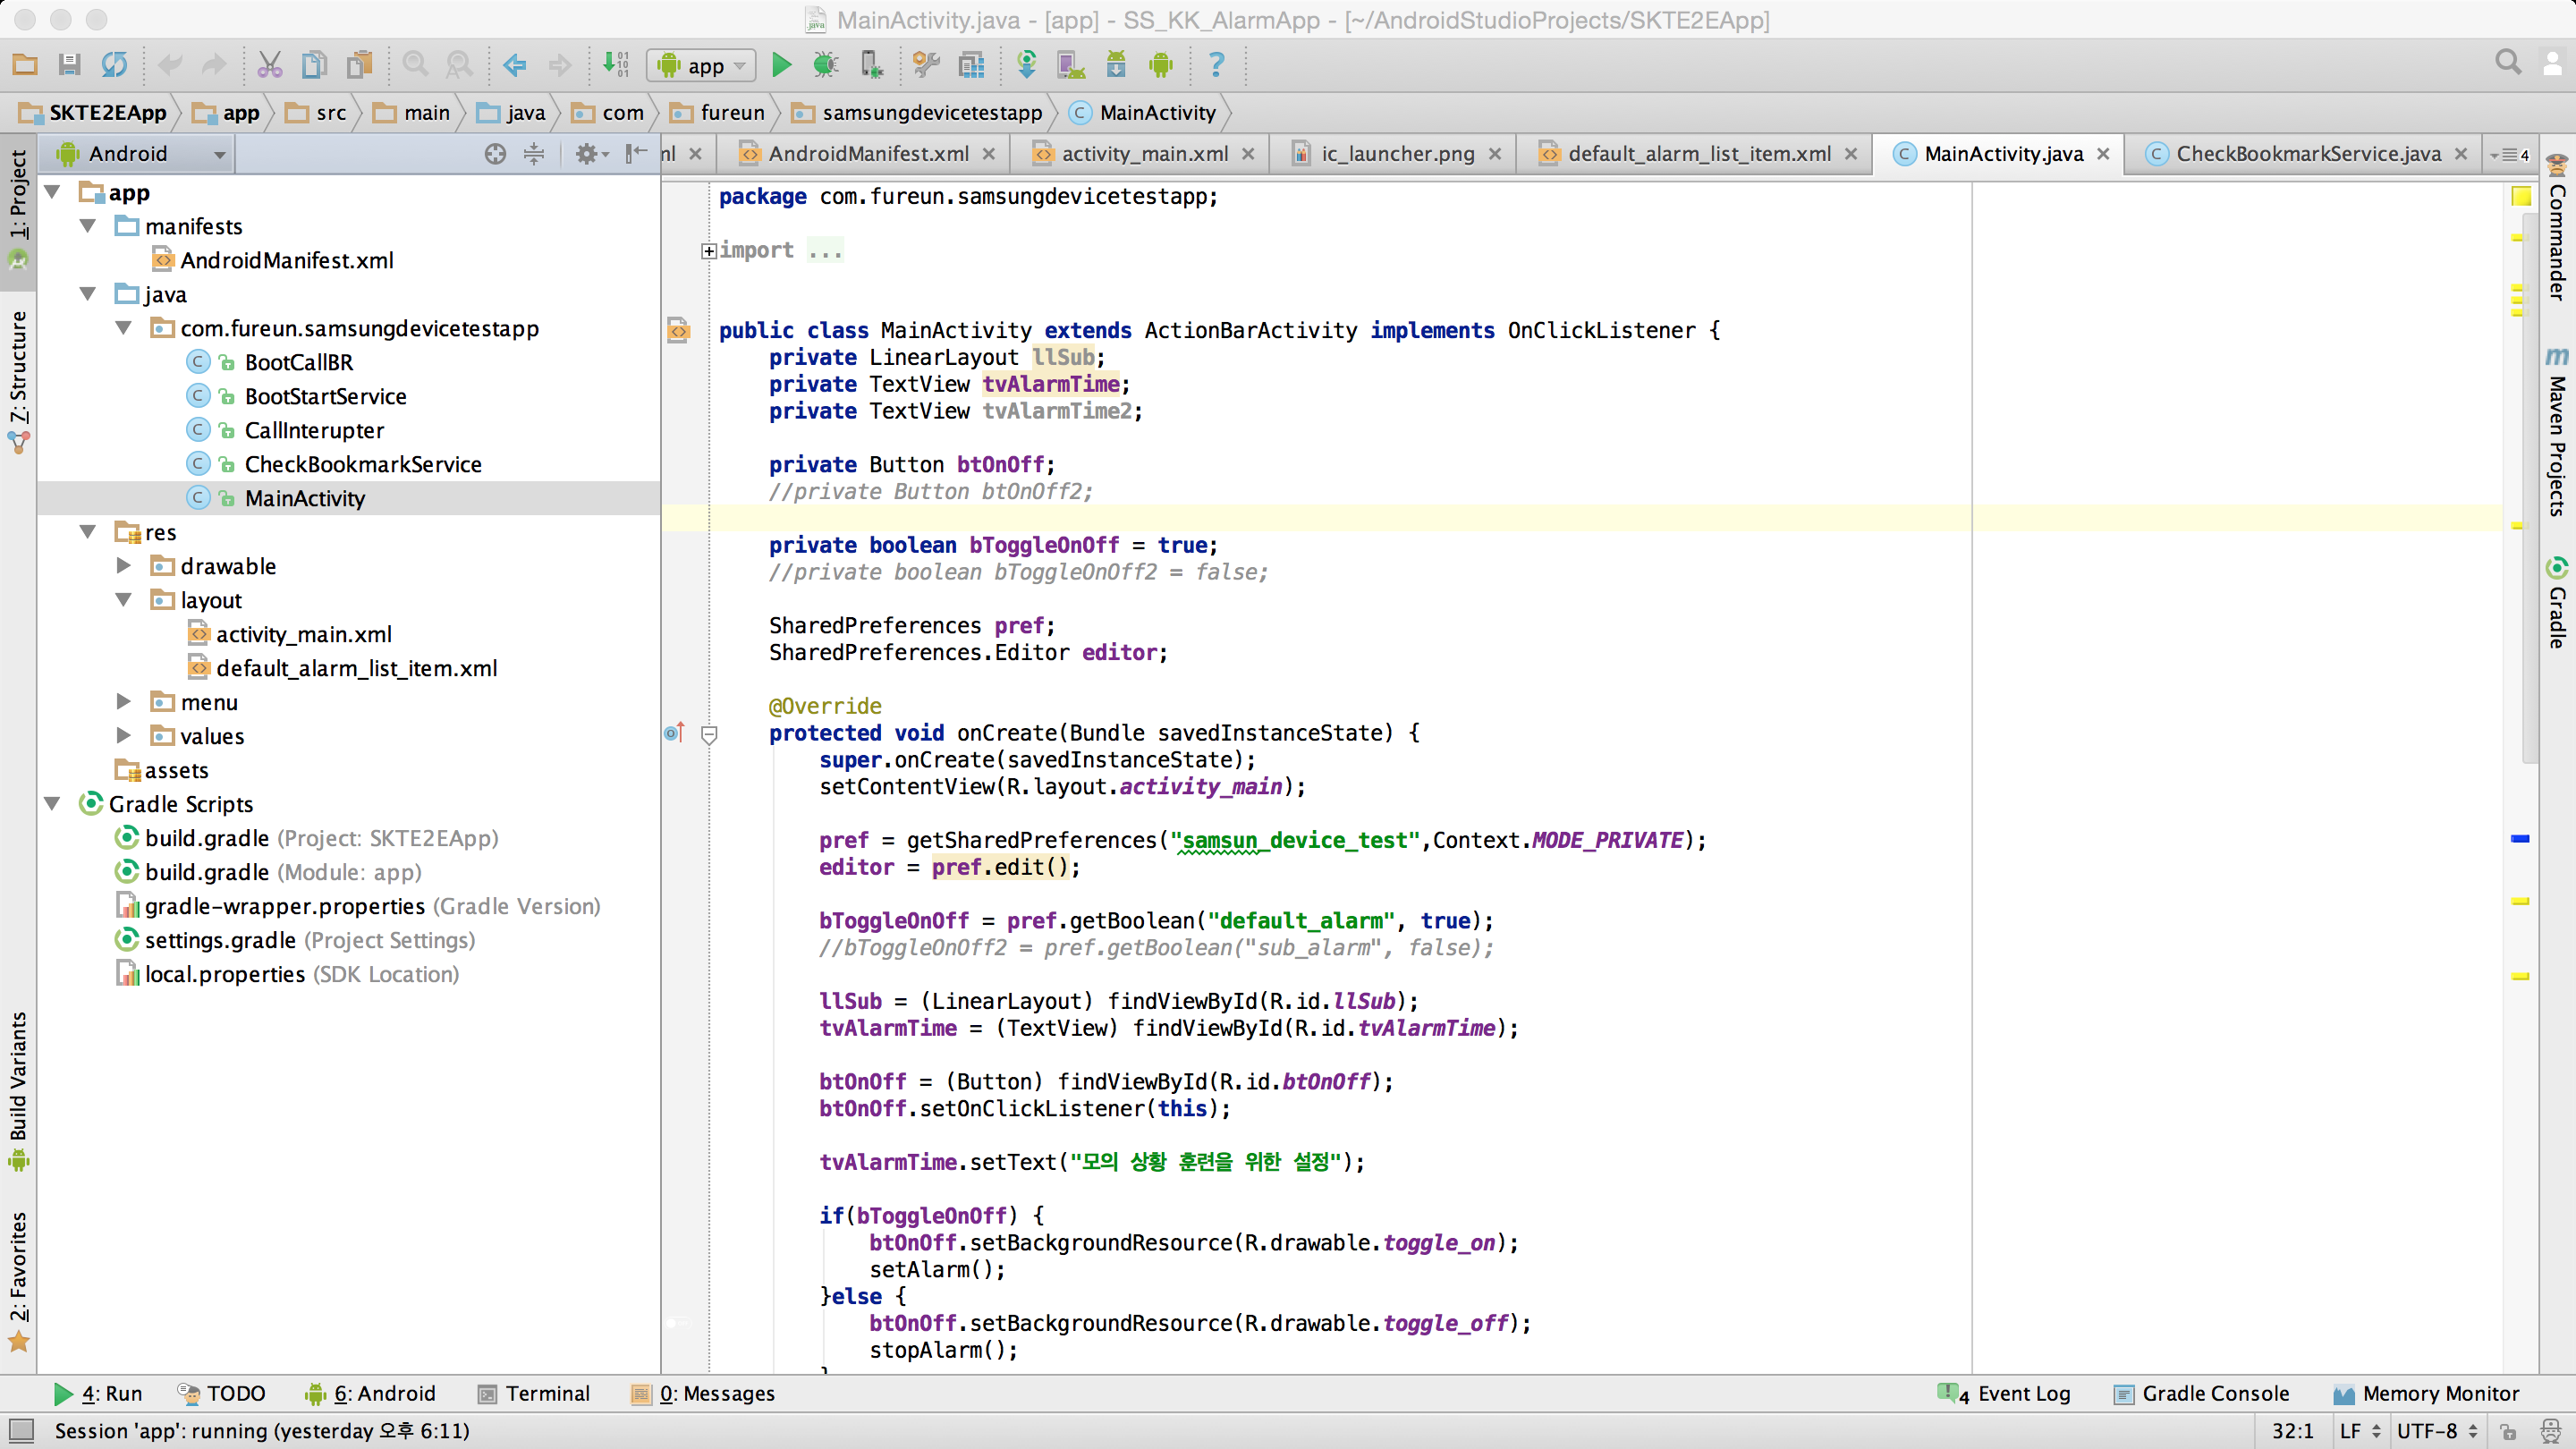 MainActivity.java - [app] - SS_KK_AlarmApp - [~/AndroidStudioProjects/SKTE2EApp]
app
SKTE2EApp app src main java com fureun samsungdevicetestapp MainActivity
Android
ml AndroidManifest.xml activity_main.xml ic_launcher.png default_alarm_list_item.xml MainActivity.java CheckBookmarkService.java 4
1: Project
Z: Structure
Build Variants
2: Favorites
app
manifests
AndroidManifest.xml
java
com.fureun.samsungdevicetestapp
BootCallBR
BootStartService
CallInterupter
CheckBookmarkService
MainActivity
res
drawable
layout
activity_main.xml
default_alarm_list_item.xml
menu
values
assets
Gradle Scripts
build.gradle (Project: SKTE2EApp)
build.gradle (Module: app)
gradle-wrapper.properties (Gradle Version)
settings.gradle (Project Settings)
local.properties (SDK Location)
package com.fureun.samsungdevicetestapp;
import ...
public class MainActivity extends ActionBarActivity implements OnClickListener {
private LinearLayout llSub;
private TextView tvAlarmTime;
private TextView tvAlarmTime2;
private Button btOnOff;
//private Button btOnOff2;
private boolean bToggleOnOff = true;
//private boolean bToggleOnOff2 = false;
SharedPreferences pref;
SharedPreferences.Editor editor;
@Override
protected void onCreate(Bundle savedInstanceState) {
super.onCreate(savedInstanceState);
setContentView(R.layout.activity_main);
pref = getSharedPreferences("samsun_device_test",Context.MODE_PRIVATE);
editor = pref.edit();
bToggleOnOff = pref.getBoolean("default_alarm", true);
//bToggleOnOff2 = pref.getBoolean("sub_alarm", false);
llSub = (LinearLayout) findViewById(R.id.llSub);
tvAlarmTime = (TextView) findViewById(R.id.tvAlarmTime);
btOnOff = (Button) findViewById(R.id.btOnOff);
btOnOff.setOnClickListener(this);
tvAlarmTime.setText("모의 상황 훈련을 위한 설정");
if(bToggleOnOff) {
btOnOff.setBackgroundResource(R.drawable.toggle_on);
setAlarm();
}else {
btOnOff.setBackgroundResource(R.drawable.toggle_off);
stopAlarm();
}
Commander
m Maven Projects
Gradle
4: Run TODO 6: Android Terminal 0: Messages 4 Event Log Gradle Console Memory Monitor
Session 'app': running (yesterday 오후 6:11) 32:1 LF UTF-8